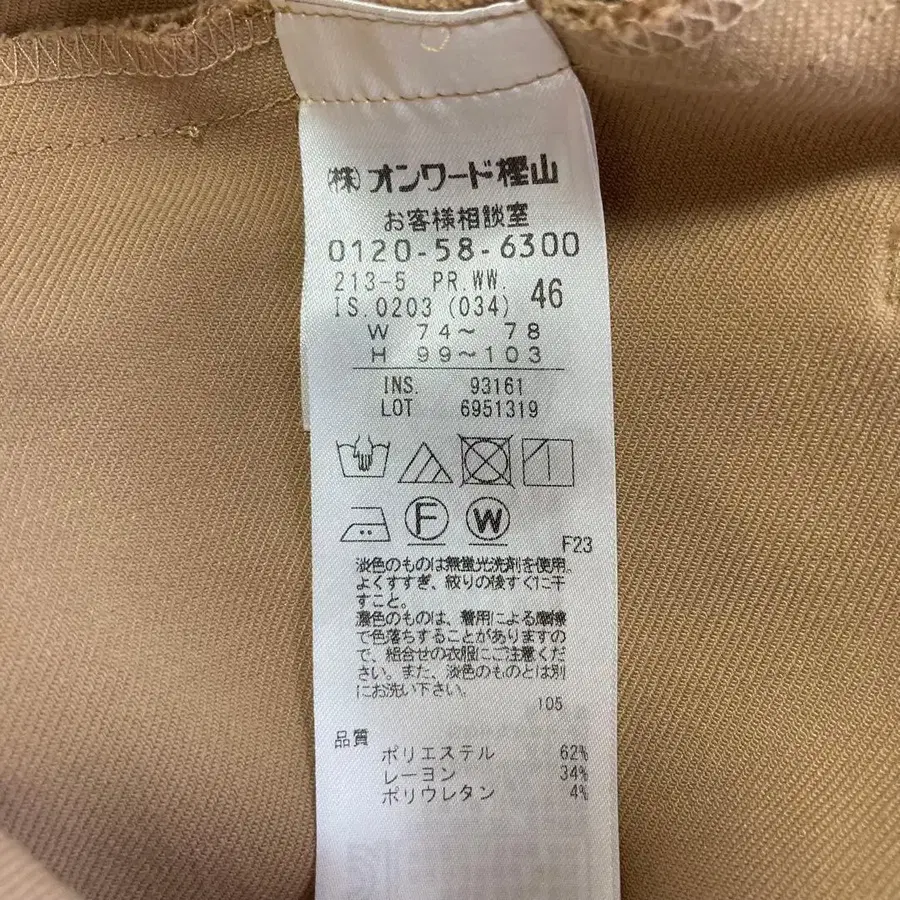 (株)オンワード樫山
お客様相談室
0120-58-6300
213-5 PR.WW.
IS.0203 (034) 46
W 74～ 78
H 99～103
INS. 93161
LOT 6951319
F W
F23
淡色のものは無蛍光洗剤を使用。
よくすすぎ、絞りの後すぐに干
すこと。
濃色のものは、着用による摩擦
で色落ちすることがありますの
で、組合せの衣服にご注意くだ
さい。また、淡色のものとは別
にお洗い下さい。
105
品質
ポリエステル 62%
レーヨン 34%
ポリウレタン 4%